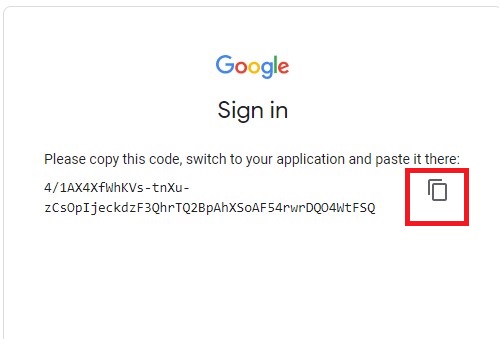 Google
Sign in
Please copy this code, switch to your application and paste it there:
4/1AX4XfWhKVs-tnXu-
zCsOpIjeckdzF3QhrTQ2BpAhXSoAF54rwrDQO4WtFSQ